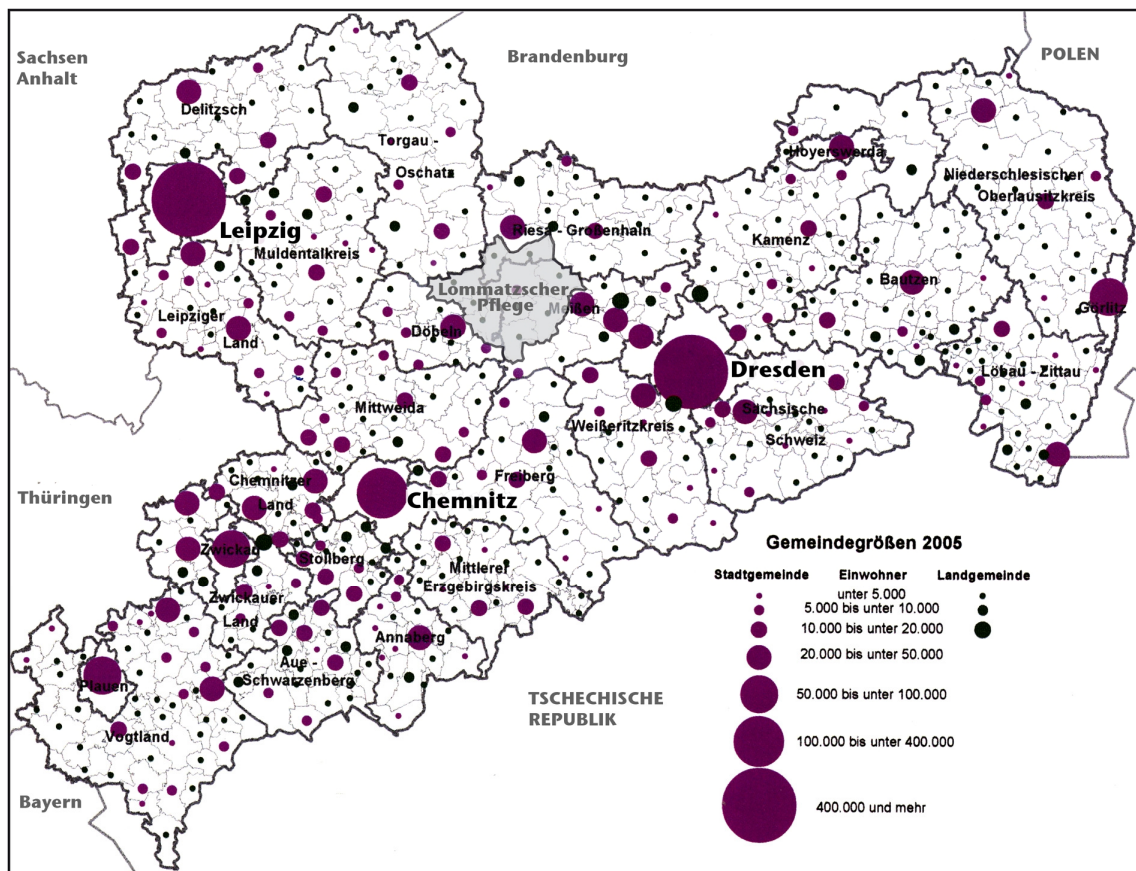 Sachsen
Anhalt
Brandenburg
POLEN
Delitzsch
Torgau -
Oschatz
Hoyerswerda
Niederschlesischer
Oberlausitzkreis
Leipzig
Muldentalkreis
Riesa - Großenhain
Kamenz
Bautzen
Lommatzscher
Pflege
Meißen
Görlitz
Leipziger
Land
Döbeln
Dresden
Löbau - Zittau
Mittweida
Weißeritzkreis
Sächsische
Schweiz
Thüringen
Chemnitzer
Land
Chemnitz
Freiberg
Zwickau
Stollberg
Mittlerer
Erzgebirgskreis
Zwickauer
Land
Annaberg
Aue -
Schwarzenberg
Plauen
Vogtland
TSCHECHISCHE
REPUBLIK
Bayern
Gemeindegrößen 2005
Stadtgemeinde Einwohner Landgemeinde
unter 5.000
5.000 bis unter 10.000
10.000 bis unter 20.000
20.000 bis unter 50.000
50.000 bis unter 100.000
100.000 bis unter 400.000
400.000 und mehr